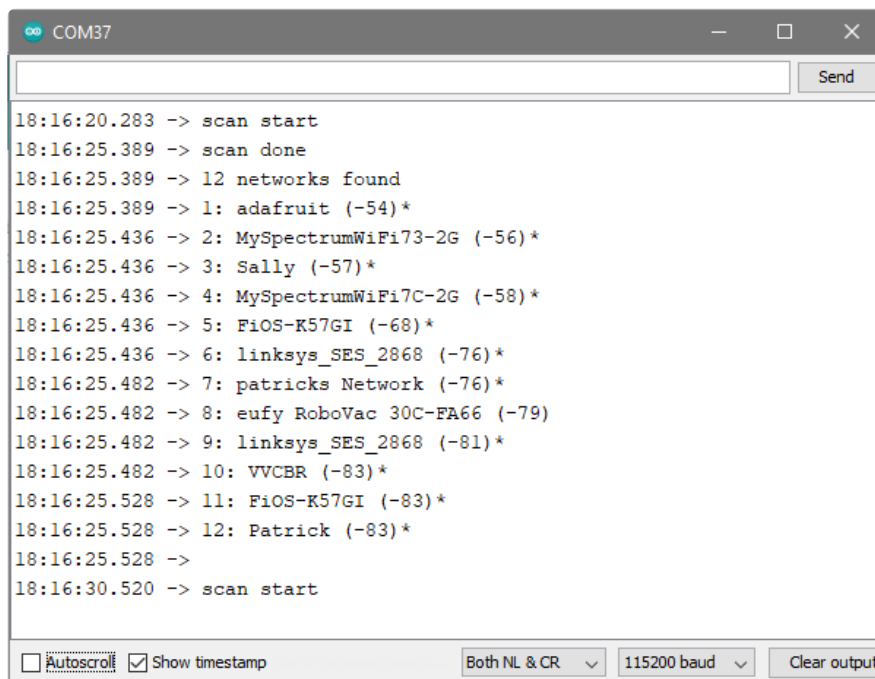 COM37
Send
18:16:20.283 -> scan start
18:16:25.389 -> scan done
18:16:25.389 -> 12 networks found
18:16:25.389 -> 1: adafruit (-54)*
18:16:25.436 -> 2: MySpectrumWiFi73-2G (-56)*
18:16:25.436 -> 3: Sally (-57)*
18:16:25.436 -> 4: MySpectrumWiFi7C-2G (-58)*
18:16:25.436 -> 5: FiOS-K57GI (-68)*
18:16:25.436 -> 6: linksys_SES_2868 (-76)*
18:16:25.482 -> 7: patricks Network (-76)*
18:16:25.482 -> 8: eufy RoboVac 30C-FA66 (-79)
18:16:25.482 -> 9: linksys_SES_2868 (-81)*
18:16:25.482 -> 10: VVCBR (-83)*
18:16:25.528 -> 11: FiOS-K57GI (-83)*
18:16:25.528 -> 12: Patrick (-83)*
18:16:25.528 ->
18:16:30.520 -> scan start
Autoscroll Show timestamp Both NL & CR 115200 baud Clear output